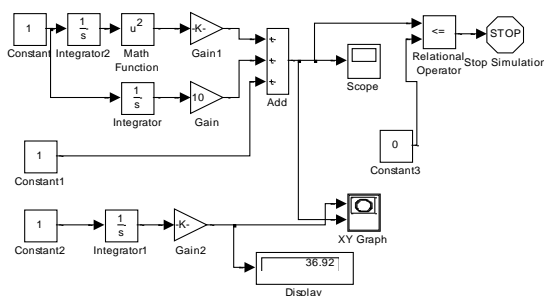 1
Constant
1
s
Integrator2
u²
Math
Function
-K-
Gain1
+
+
+
Add
Scope
<=
Relational
Operator
STOP
Stop Simulation
1
s
Integrator
10
Gain
1
Constant1
0
Constant3
1
Constant2
1
s
Integrator1
-K-
Gain2
XY Graph
36.92
Display